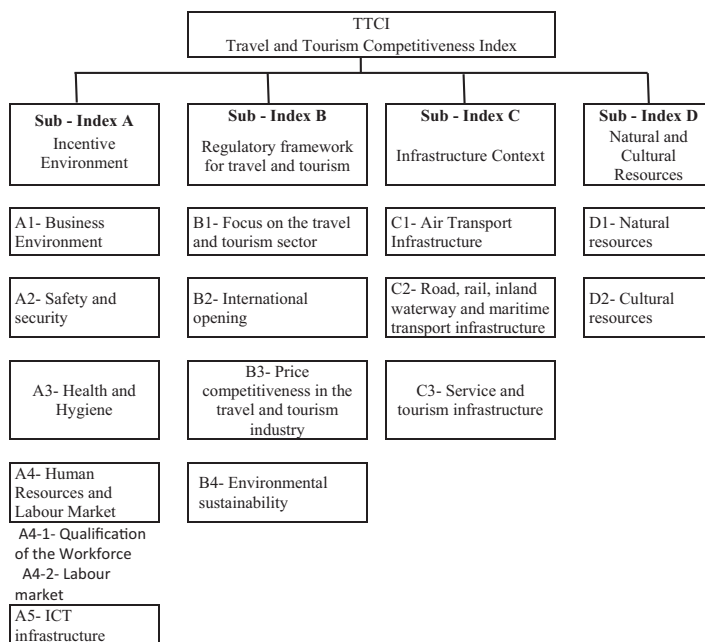 TTCI
Travel and Tourism Competitiveness Index
Sub - Index A
Incentive
Environment
Sub - Index B
Regulatory framework
for travel and tourism
Sub - Index C
Infrastructure Context
Sub - Index D
Natural and
Cultural
Resources
A1- Business
Environment
B1- Focus on the travel
and tourism sector
C1- Air Transport
Infrastructure
D1- Natural
resources
A2- Safety and
security
B2- International
opening
C2- Road, rail, inland
waterway and maritime
transport infrastructure
D2- Cultural
resources
A3- Health and
Hygiene
B3- Price
competitiveness in the
travel and tourism
industry
C3- Service and
tourism infrastructure
A4- Human
Resources and
Labour Market
B4- Environmental
sustainability
A4-1- Qualification
of the Workforce
A4-2- Labour
market
A5- ICT
infrastructure